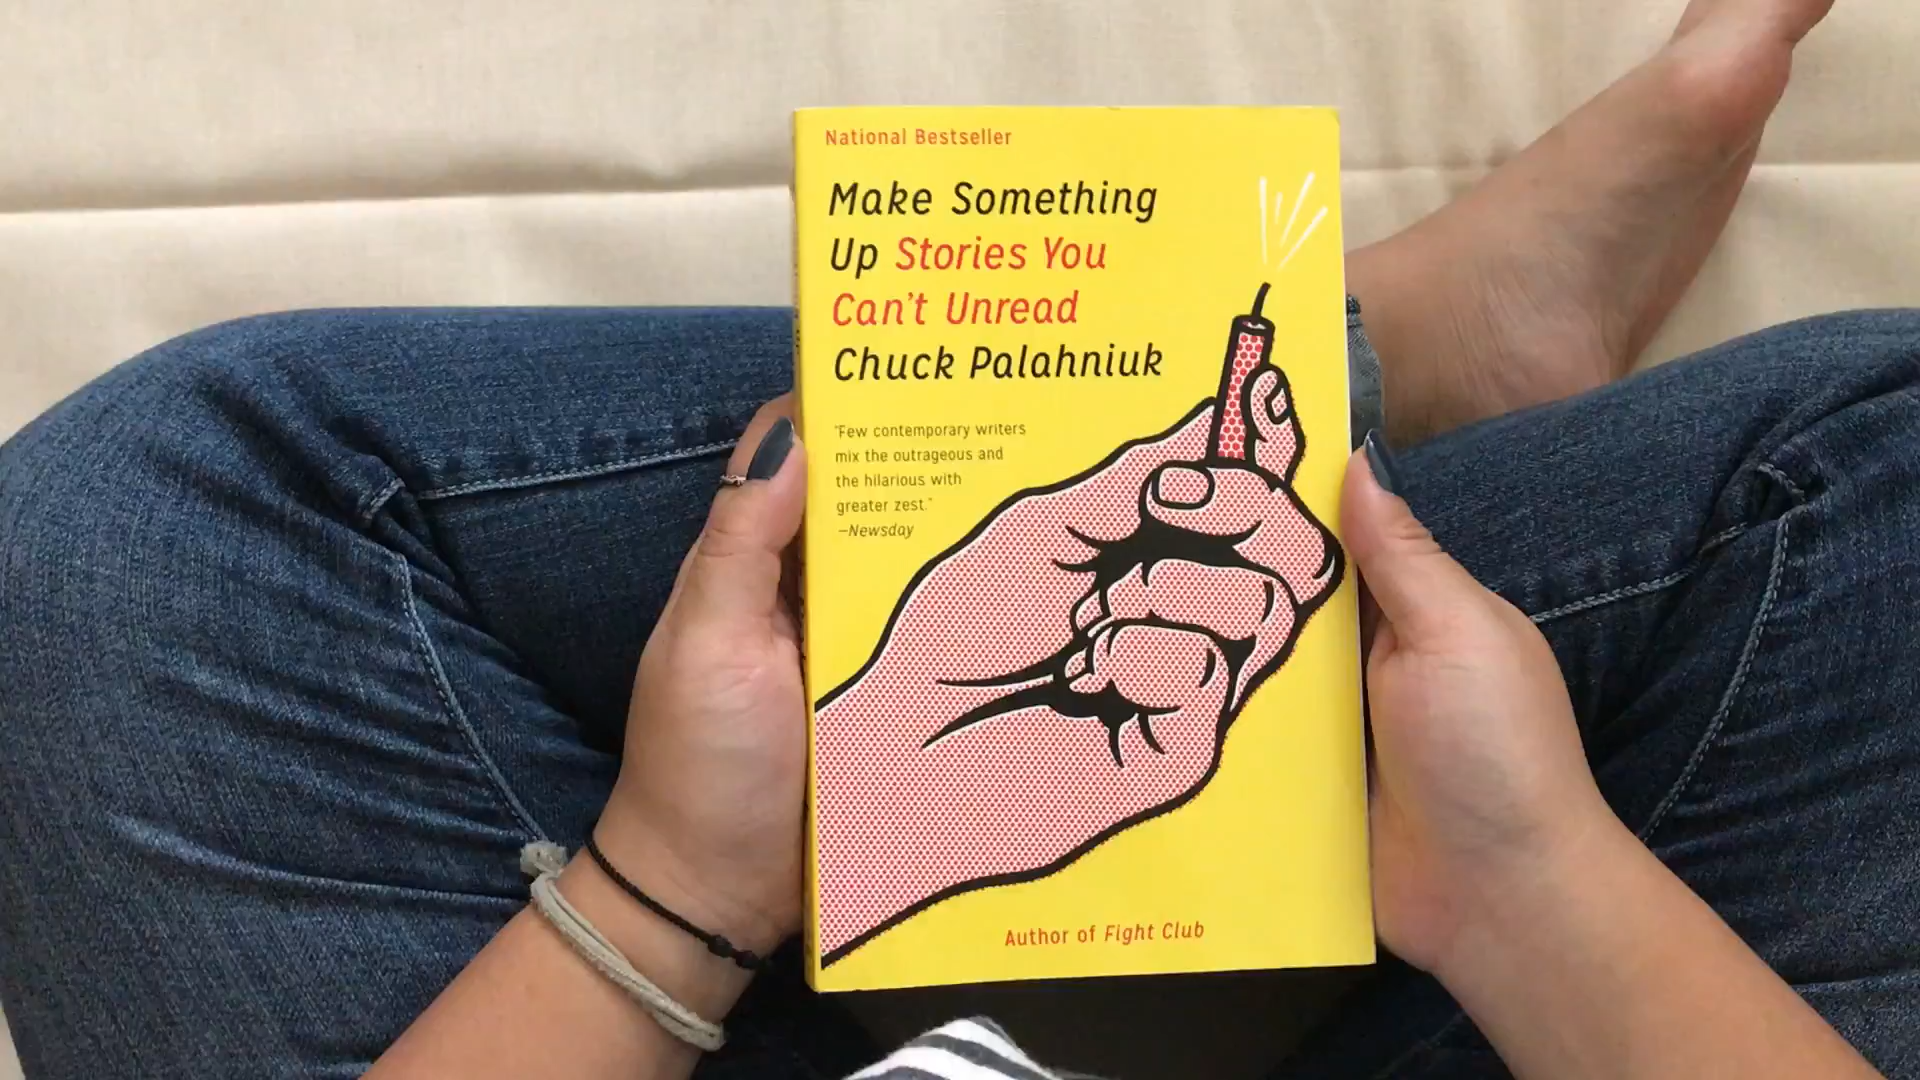 National Bestseller
Make Something
Up Stories You
Can't Unread
Chuck Palahniuk
"Few contemporary writers
mix the outrageous and
the hilarious with
greater zest."
—Newsday
Author of Fight Club